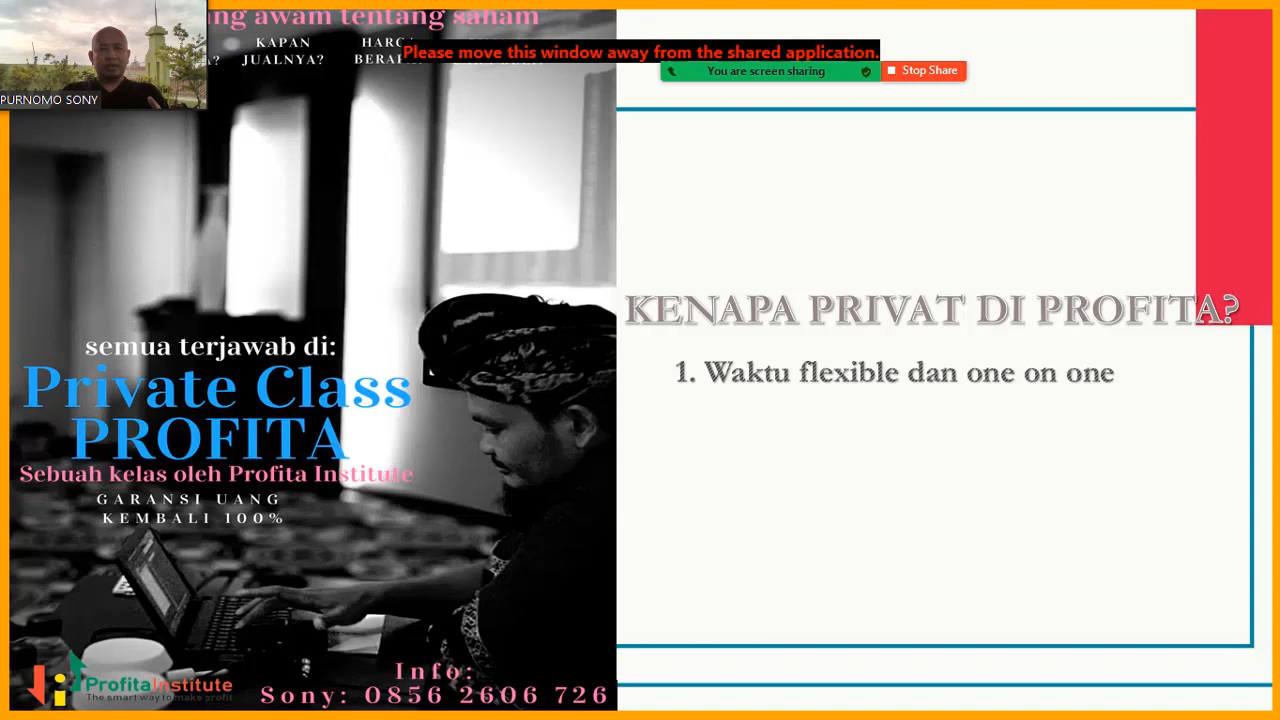 ng awam tentang saham
KAPAN
JUALNYA?
Please move this window away from the shared application.
You are screen sharing
Stop Share
PURNOMO SONY
semua terjawab di:
Private Class
PROFITA
Sebuah kelas oleh Profita Institute
GARANSI UANG
KEMBALI 100%
ProfitaInstitute
The smart way to make profit
Info:
Sony: 0856 2606 726
KENAPA PRIVAT DI PROFITA?
1. Waktu flexible dan one on one